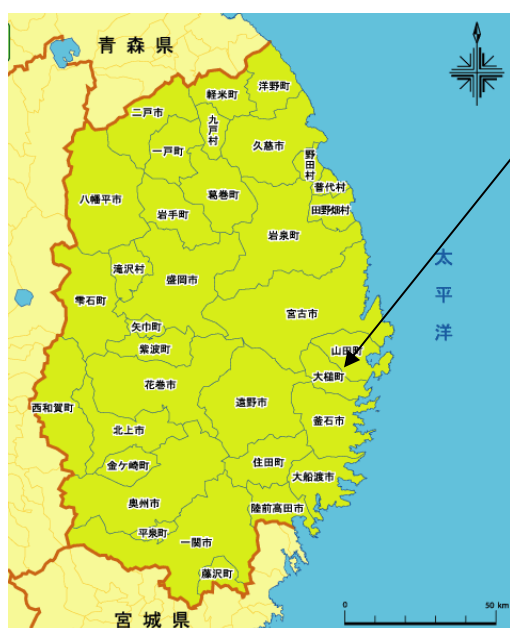 青森県
洋野町
軽米町
二戸市
九戸村
久慈市
一戸町
野田村
普代村
葛巻町
八幡平市
岩手町
田野畑村
岩泉町
太平洋
滝沢村
盛岡市
雫石町
宮古市
矢巾町
山田町
紫波町
大槌町
花巻市
遠野市
西和賀町
釜石市
北上市
金ケ崎町
住田町
大船渡市
奥州市
陸前高田市
平泉町
一関市
藤沢町
宮城県
0
50 km